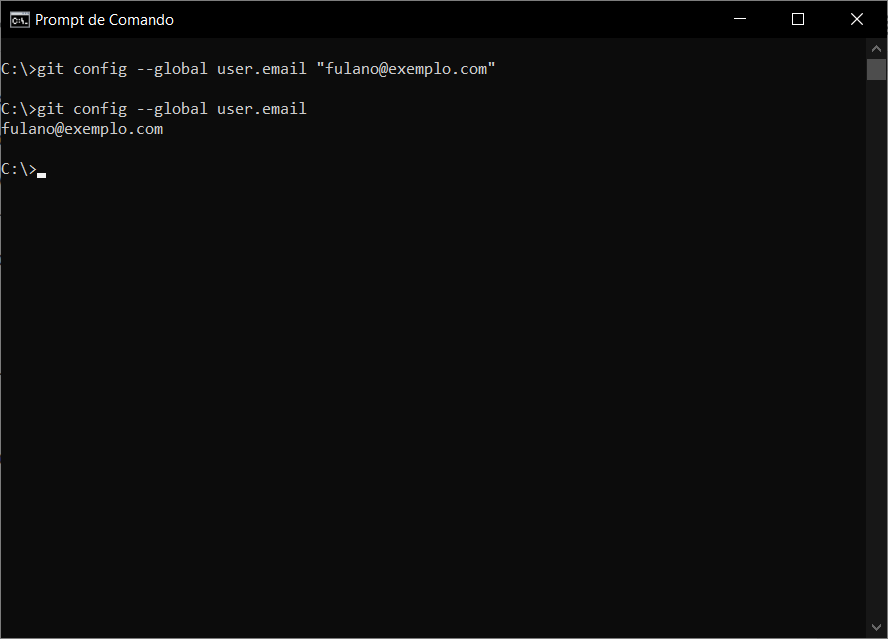 Prompt de Comando
C:\>git config --global user.email "fulano@exemplo.com"
C:\>git config --global user.email
fulano@exemplo.com
C:\>